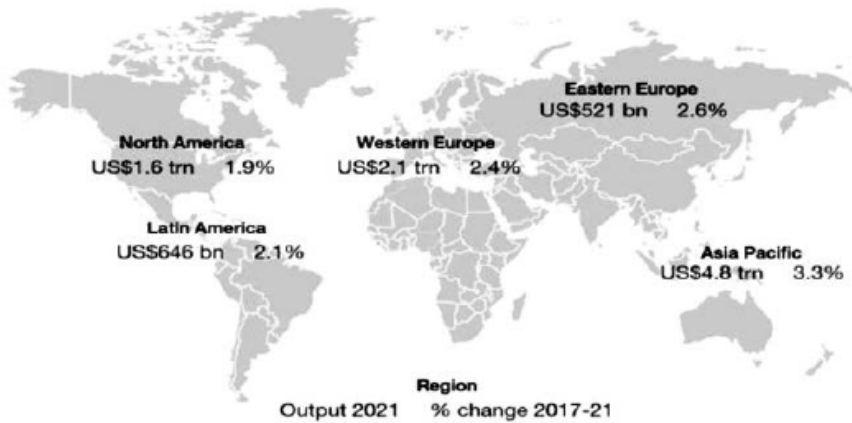 Eastern Europe
US$521 bn 2.6%
North America
US$1.6 trn 1.9%
Western Europe
US$2.1 trn 2.4%
Latin America
US$646 bn 2.1%
Asia Pacific
US$4.8 trn 3.3%
Region
Output 2021 % change 2017-21